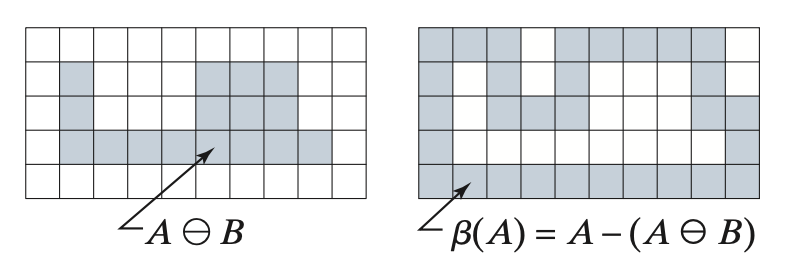 A ⊖ B
β(A) = A − (A ⊖ B)